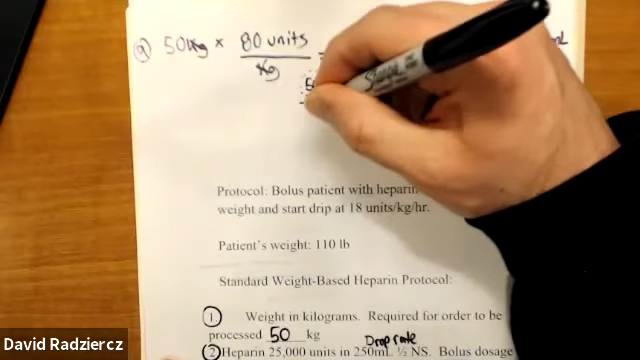 a 50kg × 80 units
kg
Sharpie
mL
Protocol: Bolus patient with heparin
weight and start drip at 18 units/kg/hr.
Patient's weight: 110 lb
Standard Weight-Based Heparin Protocol:
1. Weight in kilograms. Required for order to be
processed 50 kg
Drop rate
2 Heparin 25,000 units in 250mL ½ NS. Bolus dosage
David Radziercz